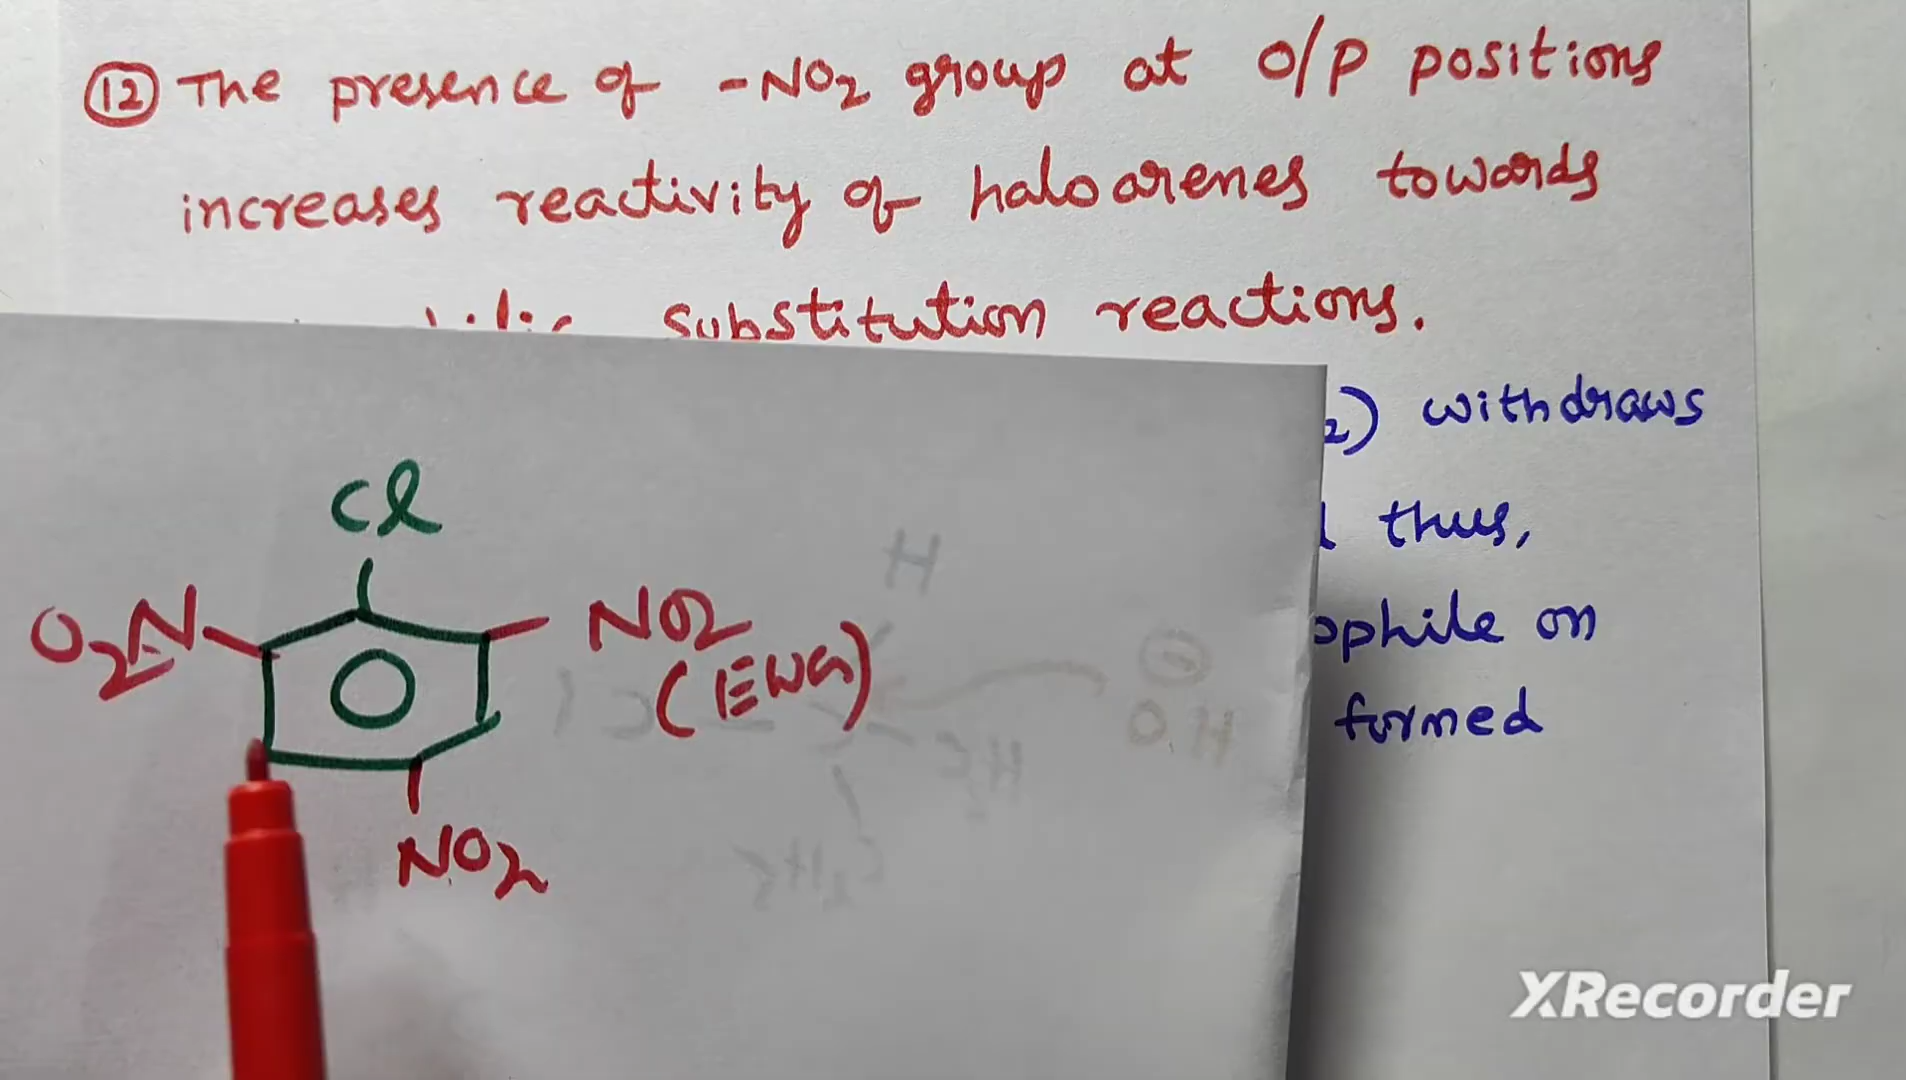 12 The presence of -NO2 group at O/P positions
increases reactivity of haloarenes towards
substitution reactions.
2) withdraws
thus,
ophile on
formed
Cl
O2N
NO2
(EWG)
NO2
XRecorder